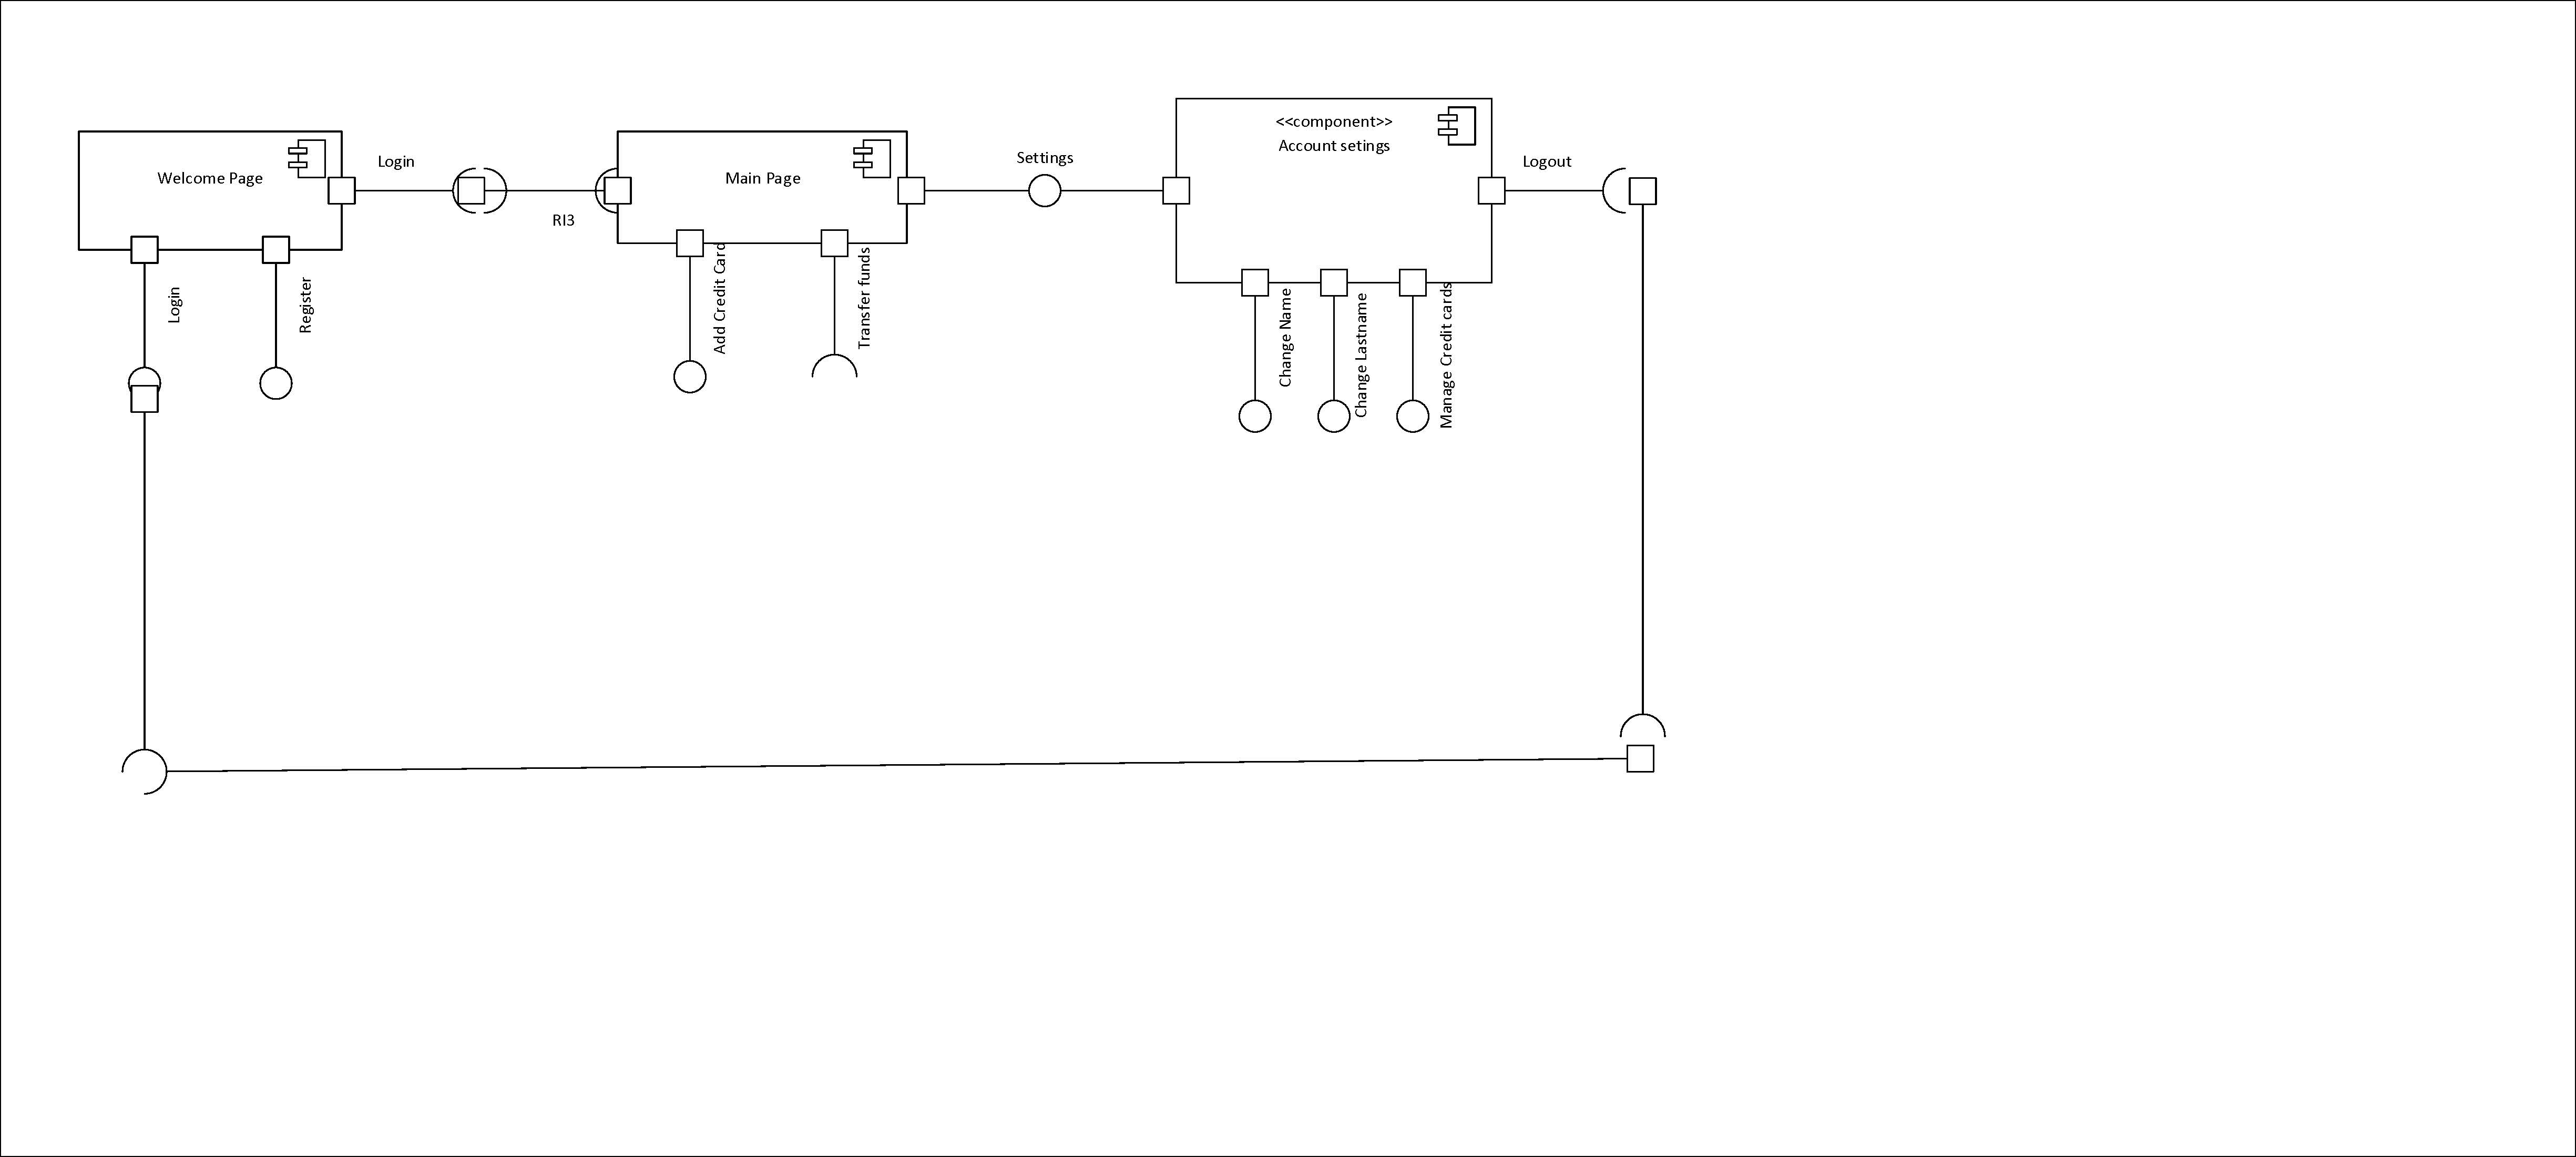 Welcome Page
Login
RI3
Main Page
Settings
<<component>>
Account setings
Logout
Login
Register
Add Credit Card
Transfer funds
Change Name
Change Lastname
Manage Credit cards